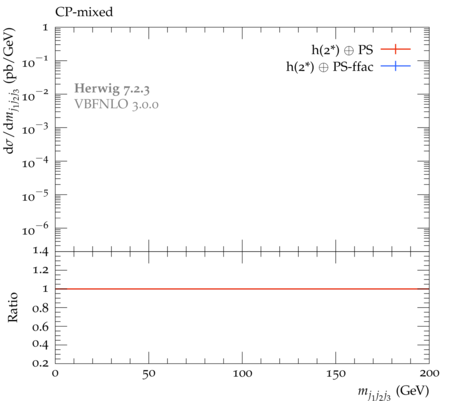 CP-mixed
h(2*) ⊕ PS
h(2*) ⊕ PS-ffac
Herwig 7.2.3
VBFNLO 3.0.0
dσ/dm_{j₁j₂j₃} (pb/GeV)
1
10⁻¹
10⁻²
10⁻³
10⁻⁴
10⁻⁵
10⁻⁶
Ratio
1.4
1.2
1
0.8
0.6
0.4
0.2
0 50 100 150 200
m_{j₁j₂j₃} (GeV)